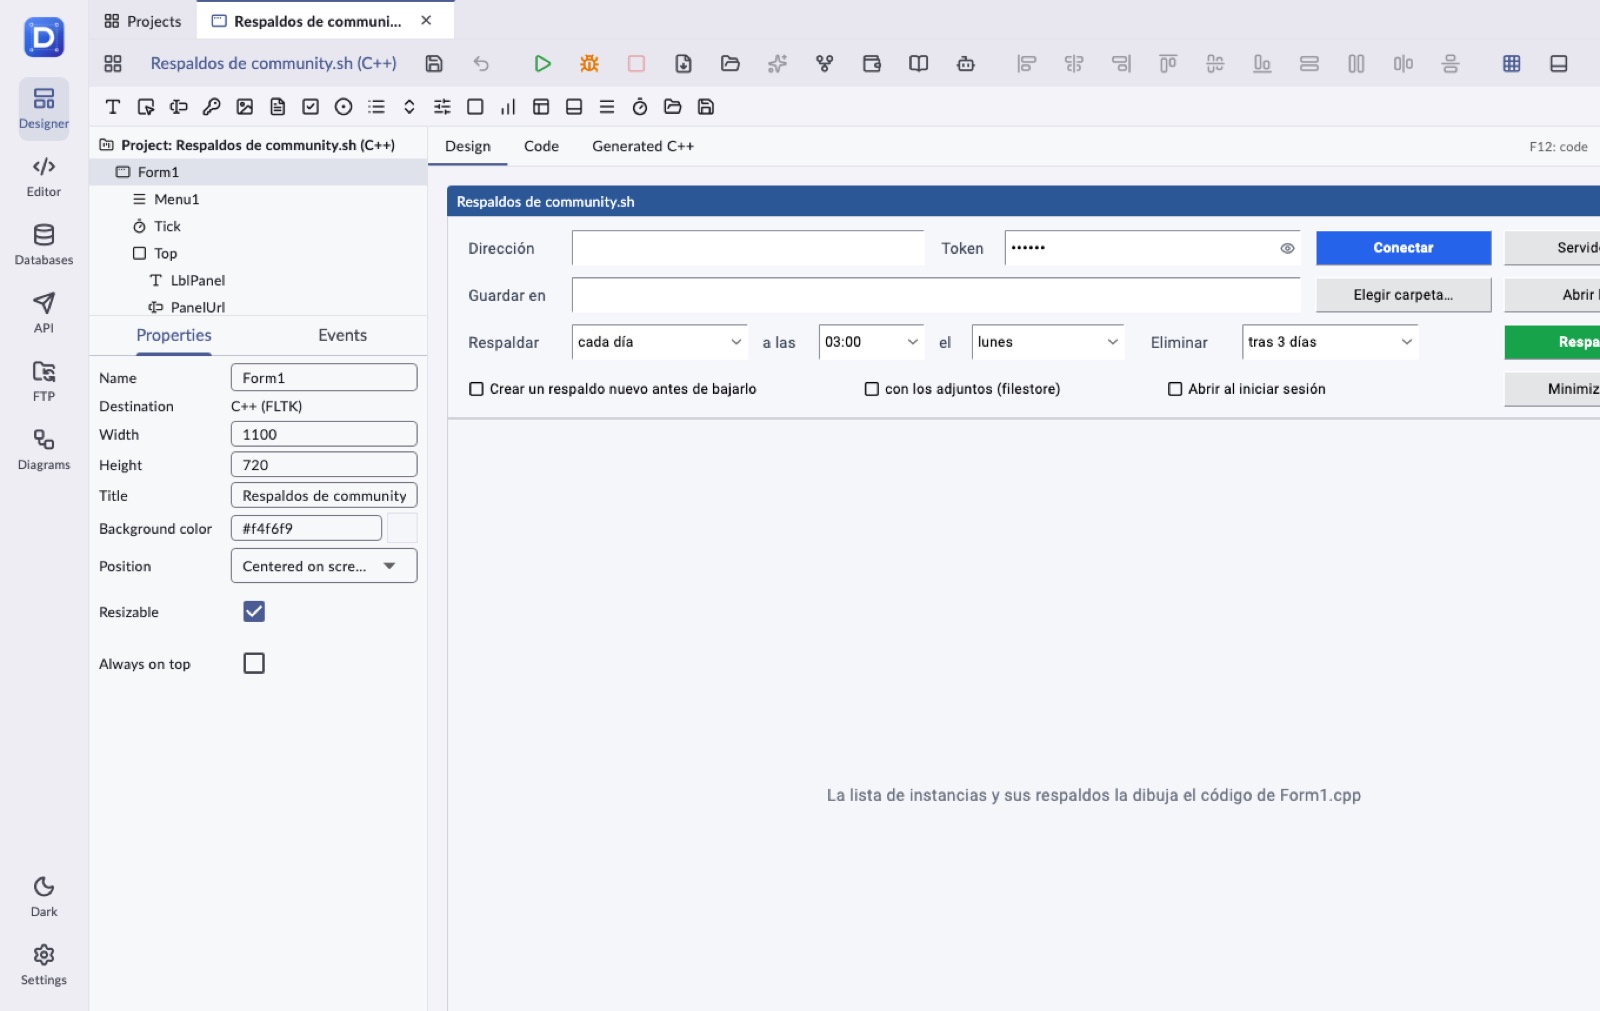 Projects
Respaldos de communi...
Respaldos de community.sh (C++)
Designer
Editor
Databases
API
FTP
Diagrams
Dark
Settings
Project: Respaldos de community.sh (C++)
Form1
Menu1
Tick
Top
LblPanel
PanelUrl
Properties
Events
Name
Form1
Destination
C++ (FLTK)
Width
1100
Height
720
Title
Respaldos de community
Background color
#f4f6f9
Position
Centered on scre...
Resizable
Always on top
Design
Code
Generated C++
F12: code
Respaldos de community.sh
Dirección
Token
••••••
Conectar
Servid
Guardar en
Elegir carpeta...
Abrir
Respaldar
cada día
a las
03:00
el
lunes
Eliminar
tras 3 días
Respa
Crear un respaldo nuevo antes de bajarlo
con los adjuntos (filestore)
Abrir al iniciar sesión
Minimiz
La lista de instancias y sus respaldos la dibuja el código de Form1.cpp